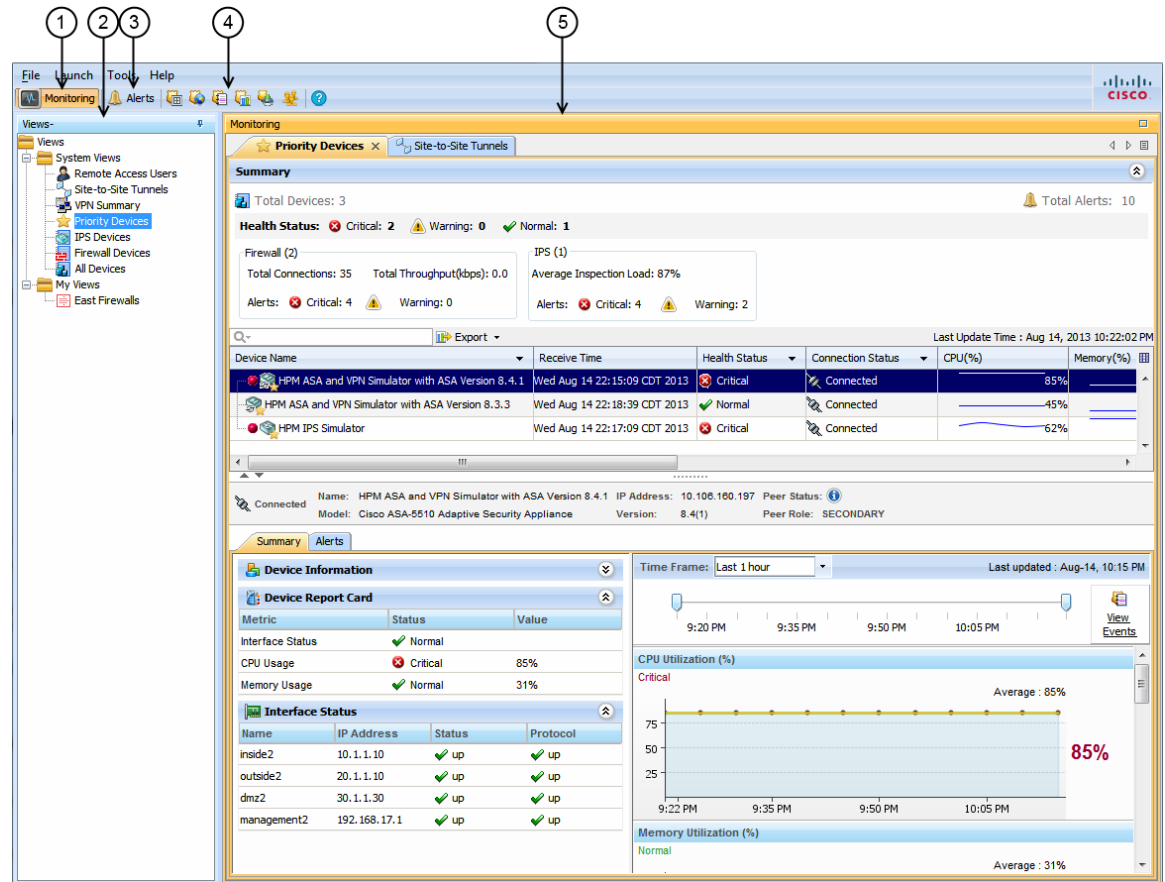 1 2 3 4 5
File Launch Tools Help
Monitoring Alerts
CISCO
Views-
Views
System Views
Remote Access Users
Site-to-Site Tunnels
VPN Summary
Priority Devices
IPS Devices
Firewall Devices
All Devices
My Views
East Firewalls
Monitoring
Priority Devices Site-to-Site Tunnels
Summary
Total Devices: 3 Total Alerts: 10
Health Status: Critical: 2 Warning: 0 Normal: 1
Firewall (2)
Total Connections: 35 Total Throughput(kbps): 0.0
Alerts: Critical: 4 Warning: 0
IPS (1)
Average Inspection Load: 87%
Alerts: Critical: 4 Warning: 2
Export Last Update Time : Aug 14, 2013 10:22:02 PM
Device Name Receive Time Health Status Connection Status CPU(%) Memory(%)
HPM ASA and VPN Simulator with ASA Version 8.4.1 Wed Aug 14 22:15:09 CDT 2013 Critical Connected 85%
HPM ASA and VPN Simulator with ASA Version 8.3.3 Wed Aug 14 22:18:39 CDT 2013 Normal Connected 45%
HPM IPS Simulator Wed Aug 14 22:17:09 CDT 2013 Critical Connected 62%
Connected
Name: HPM ASA and VPN Simulator with ASA Version 8.4.1 IP Address: 10.106.160.197 Peer Status:
Model: Cisco ASA-5510 Adaptive Security Appliance Version: 8.4(1) Peer Role: SECONDARY
Summary Alerts
Device Information
Device Report Card
Metric Status Value
Interface Status Normal
CPU Usage Critical 85%
Memory Usage Normal 31%
Interface Status
Name IP Address Status Protocol
inside2 10.1.1.10 up up
outside2 20.1.1.10 up up
dmz2 30.1.1.30 up up
management2 192.168.17.1 up up
Time Frame: Last 1 hour Last updated : Aug-14, 10:15 PM
9:20 PM 9:35 PM 9:50 PM 10:05 PM
View
Events
CPU Utilization (%)
Critical
Average : 85%
75
50
25
85%
9:22 PM 9:35 PM 9:50 PM 10:05 PM
Memory Utilization (%)
Normal
Average : 31%